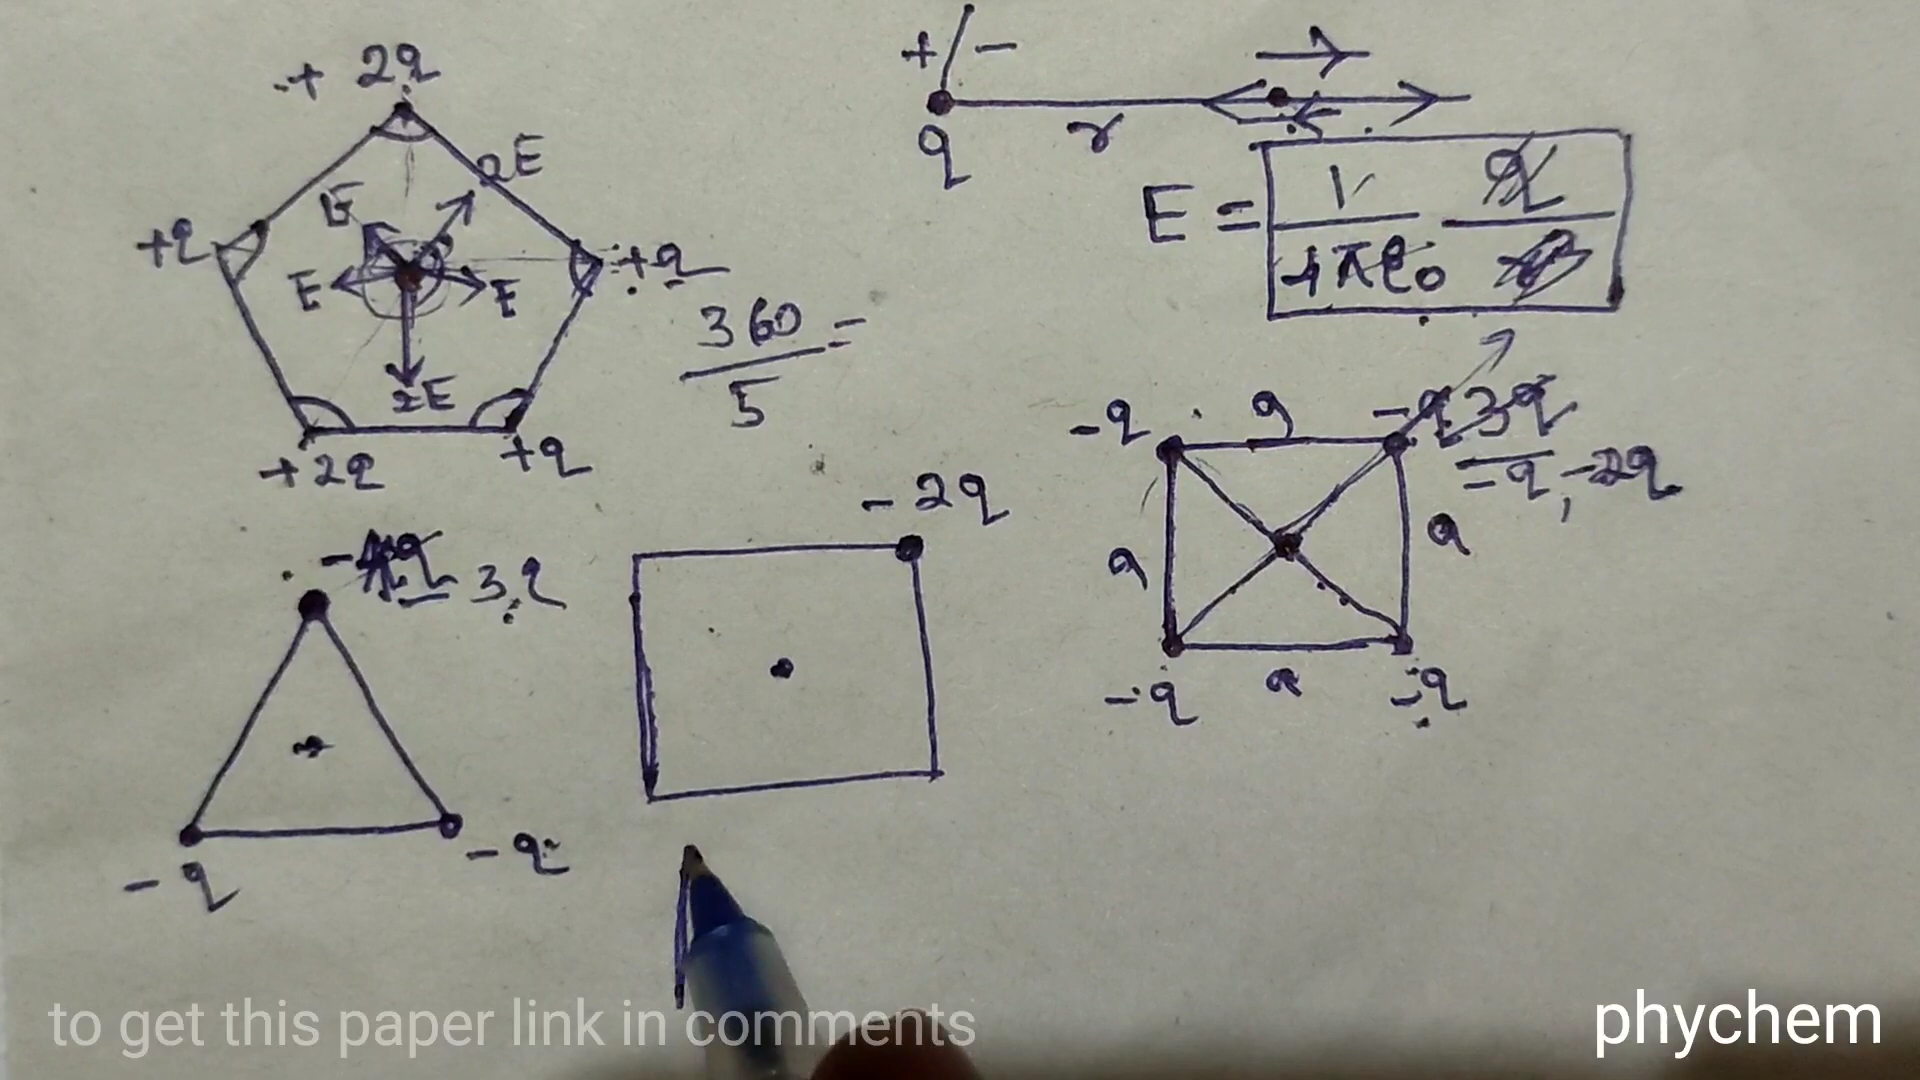 + 2q
+q
+q
+2q
+q
2E
E
E
E
2E
360
5
=
+/−
q
r
E =
1
4πε₀
q
-q
a
3q
-q, -2q
a
a
-q
a
-q
3q
-q
-q
-2q
to get this paper link in comments
phychem